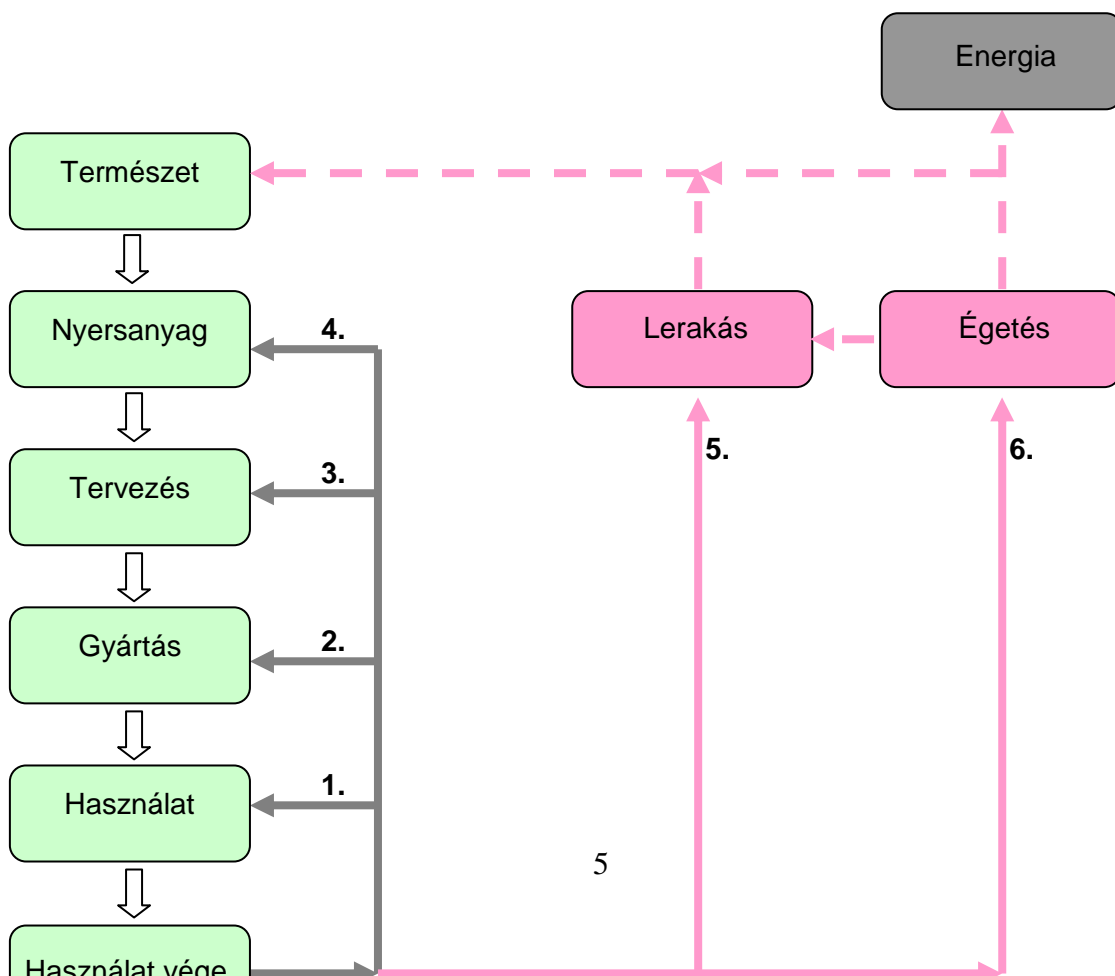 Energia
Természet
Nyersanyag
4.
Lerakás
Égetés
5.
6.
Tervezés
3.
Gyártás
2.
Használat
1.
5
Használat vége